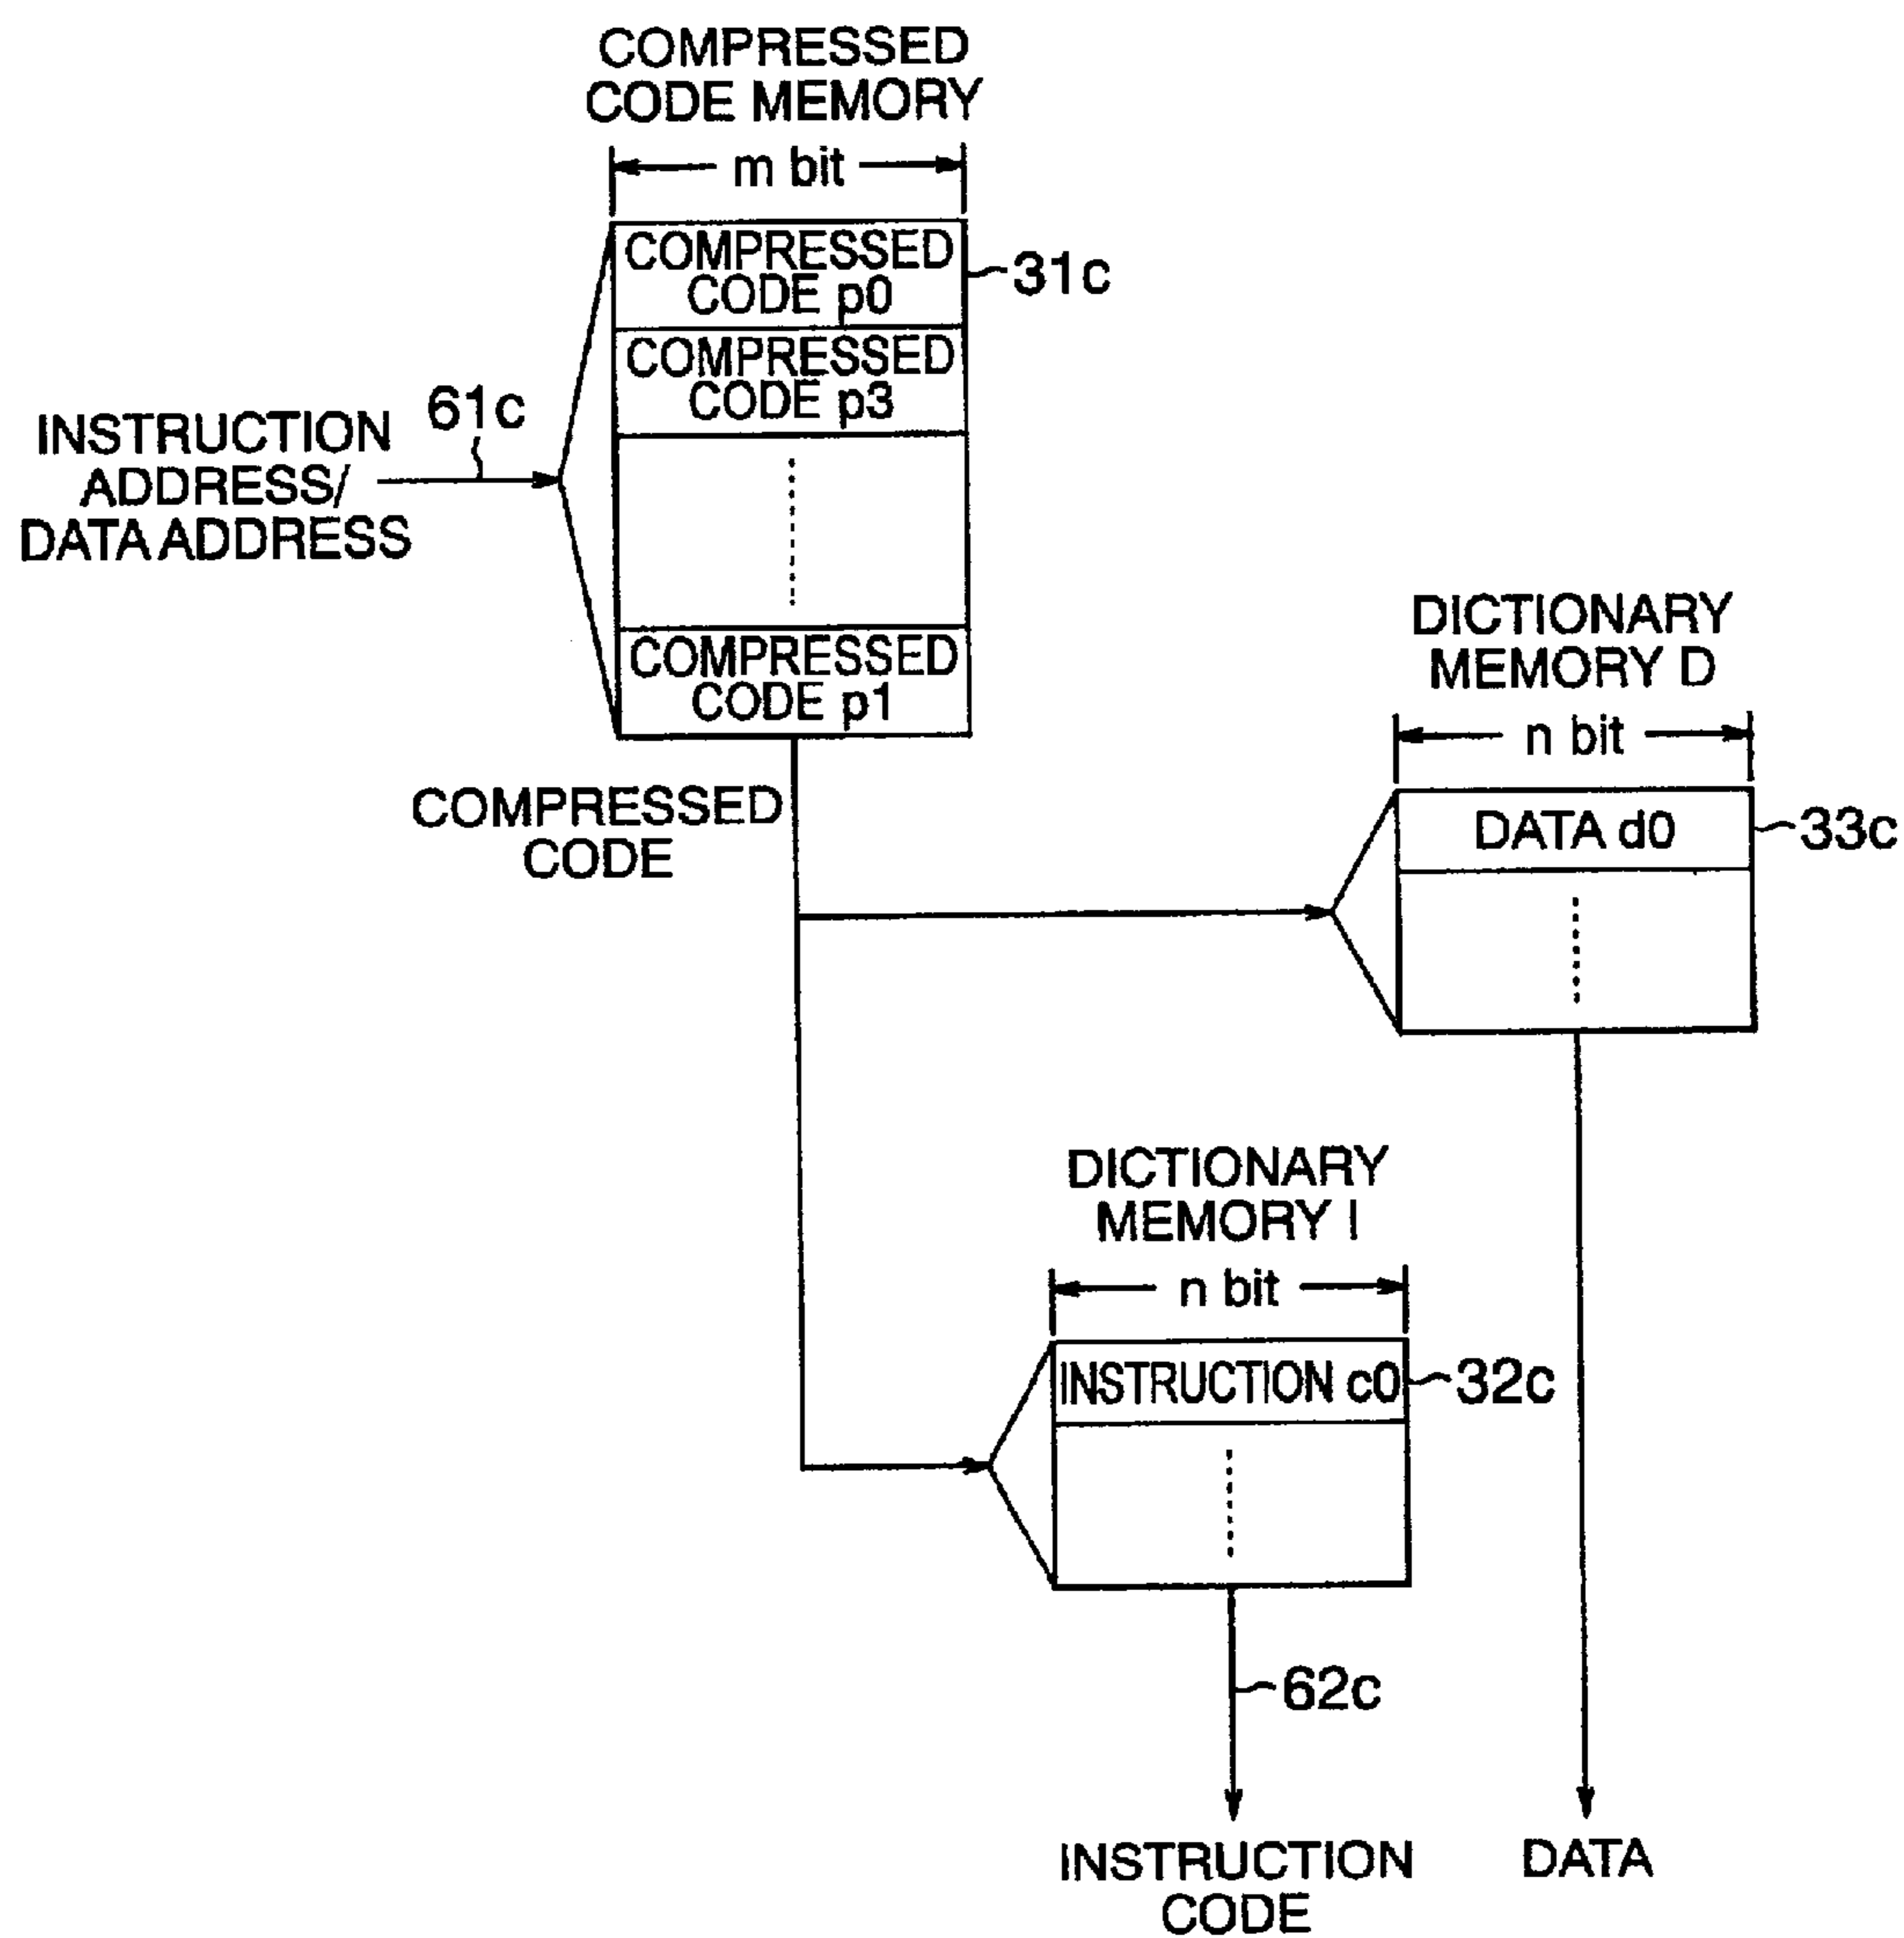 COMPRESSED
CODE MEMORY
m bit
COMPRESSED
CODE p0
31c
COMPRESSED
CODE p3
61c
INSTRUCTION
ADDRESS/
DATA ADDRESS
COMPRESSED
CODE p1
COMPRESSED
CODE
DICTIONARY
MEMORY D
n bit
DATA d0
33c
DICTIONARY
MEMORY I
n bit
INSTRUCTION c0
32c
62c
INSTRUCTION
CODE
DATA